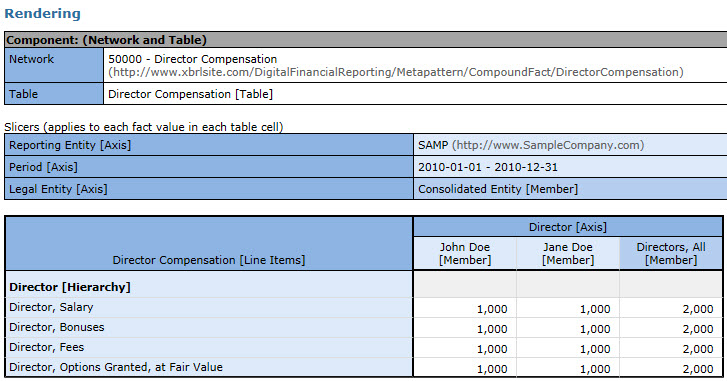 Rendering
Component: (Network and Table)
Network 50000 - Director Compensation
(http://www.xbrlsite.com/DigitalFinancialReporting/Metapattern/CompoundFact/DirectorCompensation)
Table Director Compensation [Table]
Slicers (applies to each fact value in each table cell)
Reporting Entity [Axis] SAMP (http://www.SampleCompany.com)
Period [Axis] 2010-01-01 - 2010-12-31
Legal Entity [Axis] Consolidated Entity [Member]
Director [Axis]
Director Compensation [Line Items] John Doe [Member] Jane Doe [Member] Directors, All [Member]
Director [Hierarchy]
Director, Salary 1,000 1,000 2,000
Director, Bonuses 1,000 1,000 2,000
Director, Fees 1,000 1,000 2,000
Director, Options Granted, at Fair Value 1,000 1,000 2,000